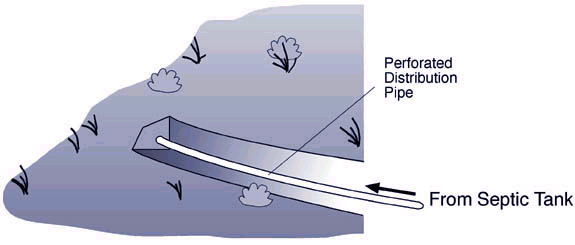 Perforated
Distribution
Pipe
From Septic Tank